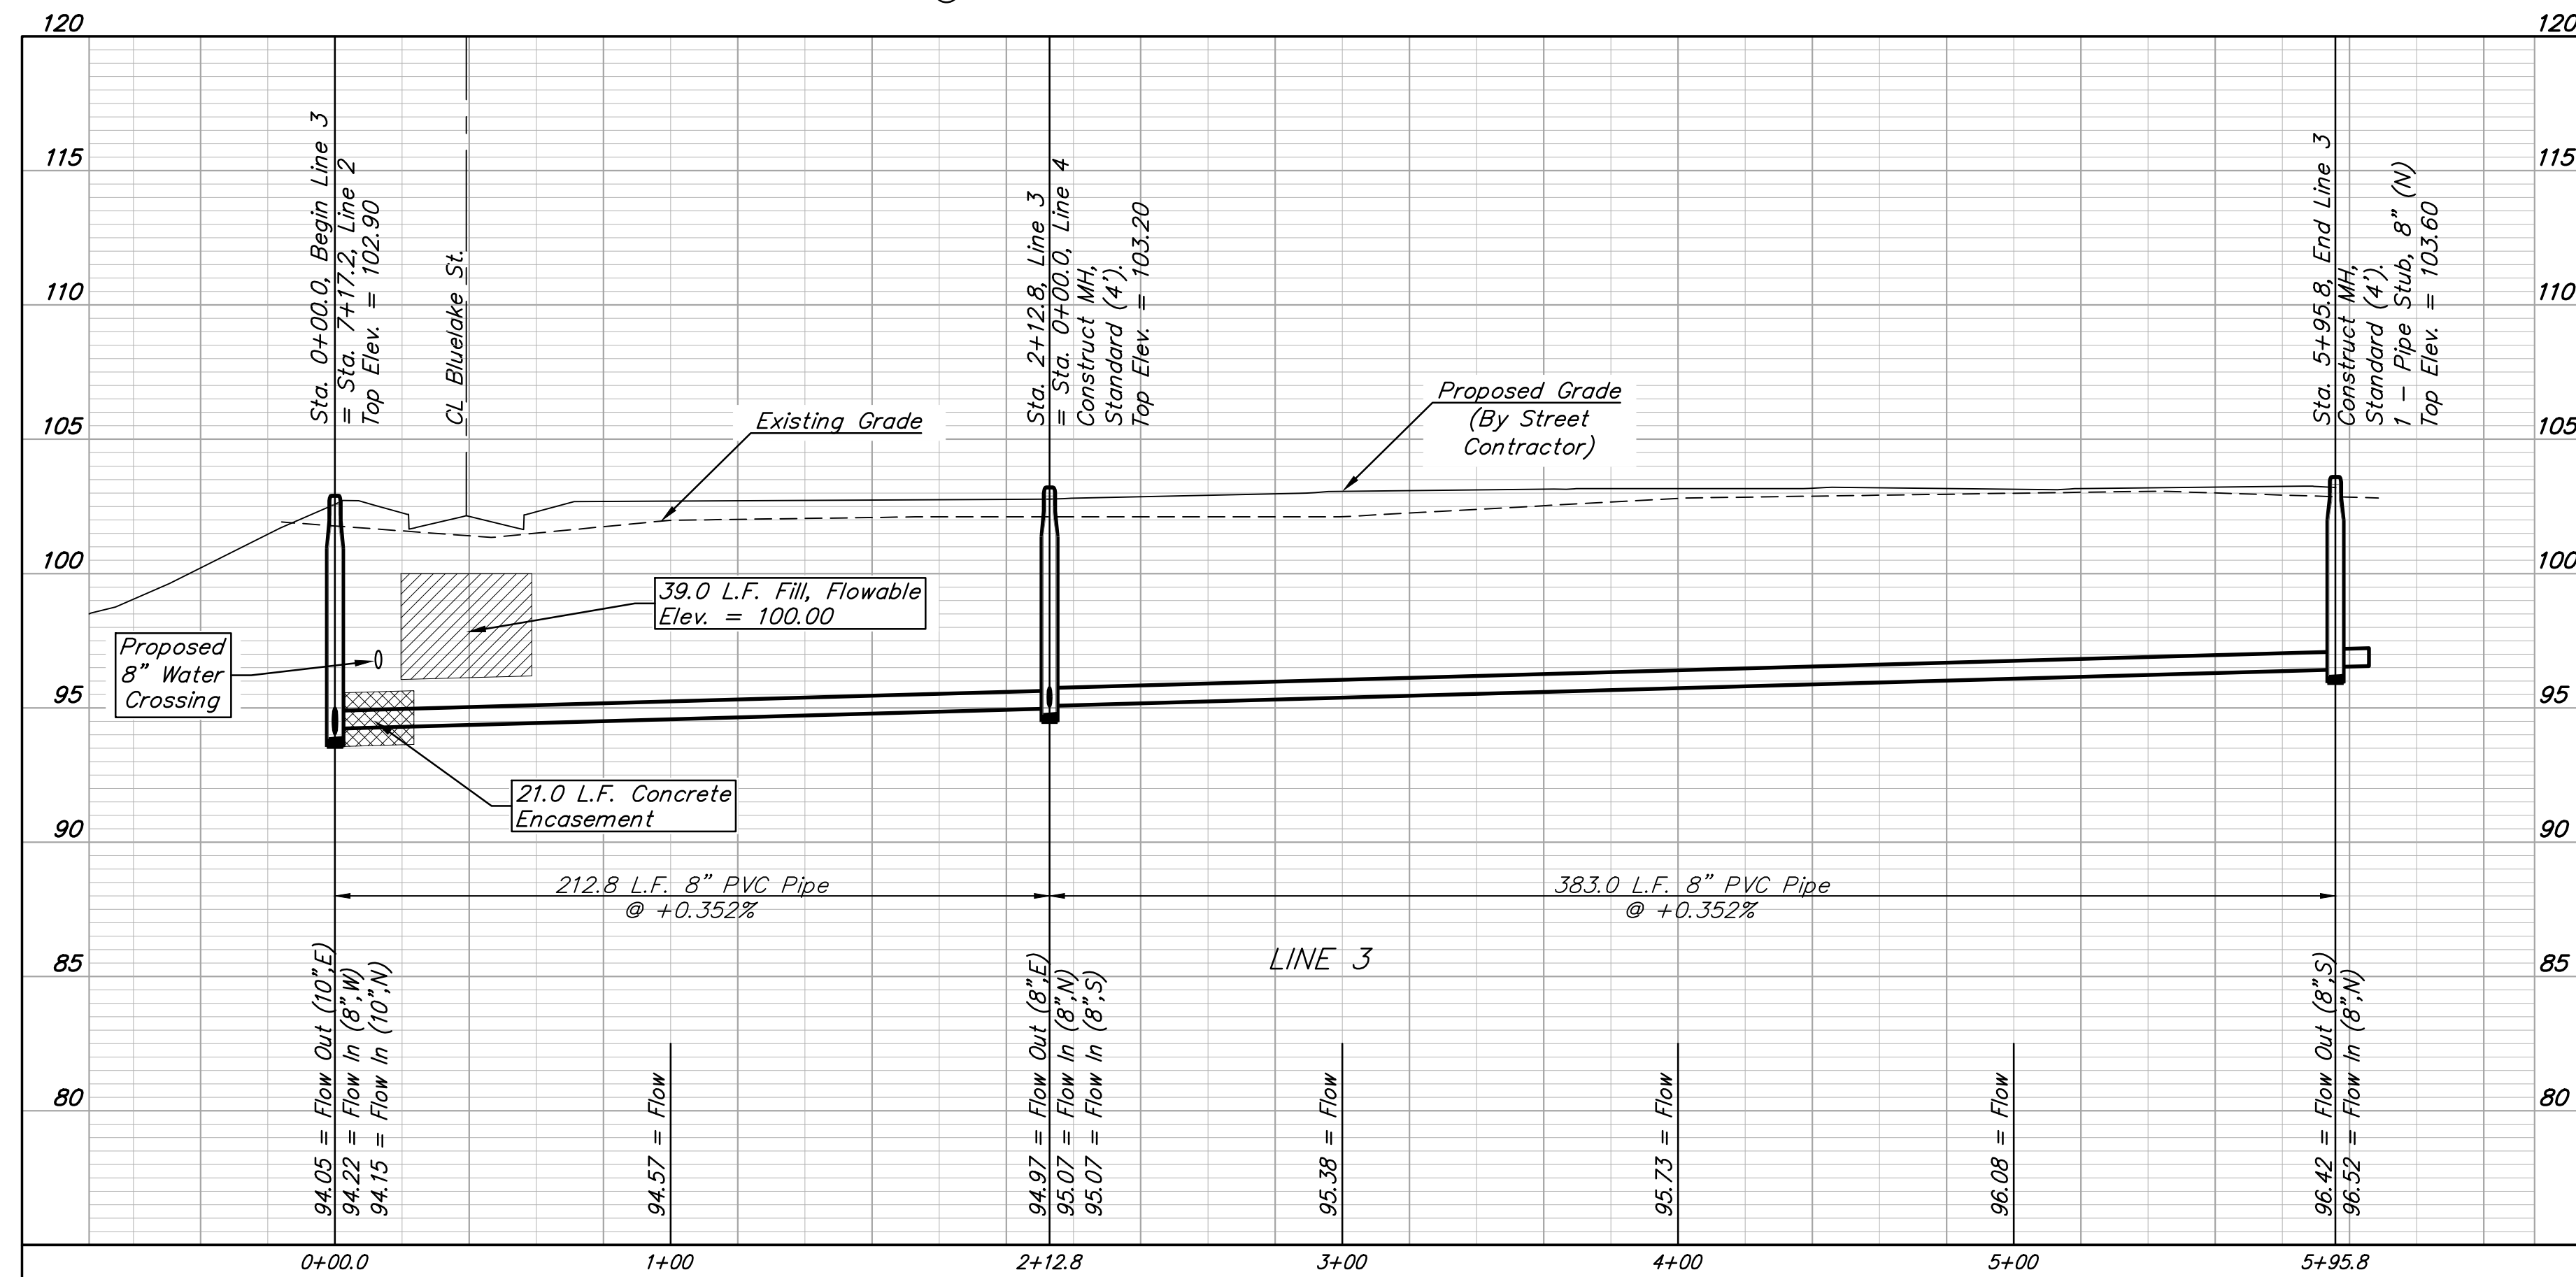 120
120
115
115
110
110
105
105
100
100
95
95
90
90
85
85
80
80
Sta. 0+00.0, Begin Line 3
= Sta. 7+17.2, Line 2
Top Elev. = 102.90
CL Bluelake St.
Sta. 2+12.8, Line 3
= Sta. 0+00.0, Line 4
Construct MH,
Standard (4').
Top Elev. = 103.20
Sta. 5+95.8, End Line 3
Construct MH,
Standard (4').
1 - Pipe Stub, 8" (N)
Top Elev. = 103.60
Existing Grade
Proposed Grade
(By Street
Contractor)
39.0 L.F. Fill, Flowable
Elev. = 100.00
Proposed
8" Water
Crossing
21.0 L.F. Concrete
Encasement
212.8 L.F. 8" PVC Pipe
@ +0.352%
383.0 L.F. 8" PVC Pipe
@ +0.352%
LINE 3
94.05 = Flow Out (10",E)
94.22 = Flow In (8",W)
94.15 = Flow In (10",N)
94.57 = Flow
94.97 = Flow Out (8",E)
95.07 = Flow In (8",N)
95.07 = Flow In (8",S)
95.38 = Flow
95.73 = Flow
96.08 = Flow
96.42 = Flow Out (8",S)
96.52 = Flow In (8",N)
0+00.0
1+00
2+12.8
3+00
4+00
5+00
5+95.8